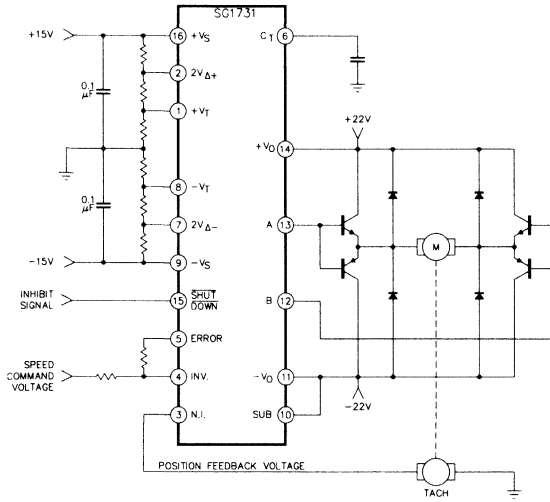 SG1731
+15V
16
+VS
CT
6
2
2VΔ+
0.1
μF
1
+VT
+22V
+VO
14
8
−VT
0.1
μF
7
2VΔ−
A
13
M
−15V
9
−VS
INHIBIT
SIGNAL
15
SHUT
DOWN
B
12
5
ERROR
SPEED
COMMAND
VOLTAGE
4
INV.
−VO
11
−22V
3
N.I.
SUB
10
POSITION FEEDBACK VOLTAGE
TACH